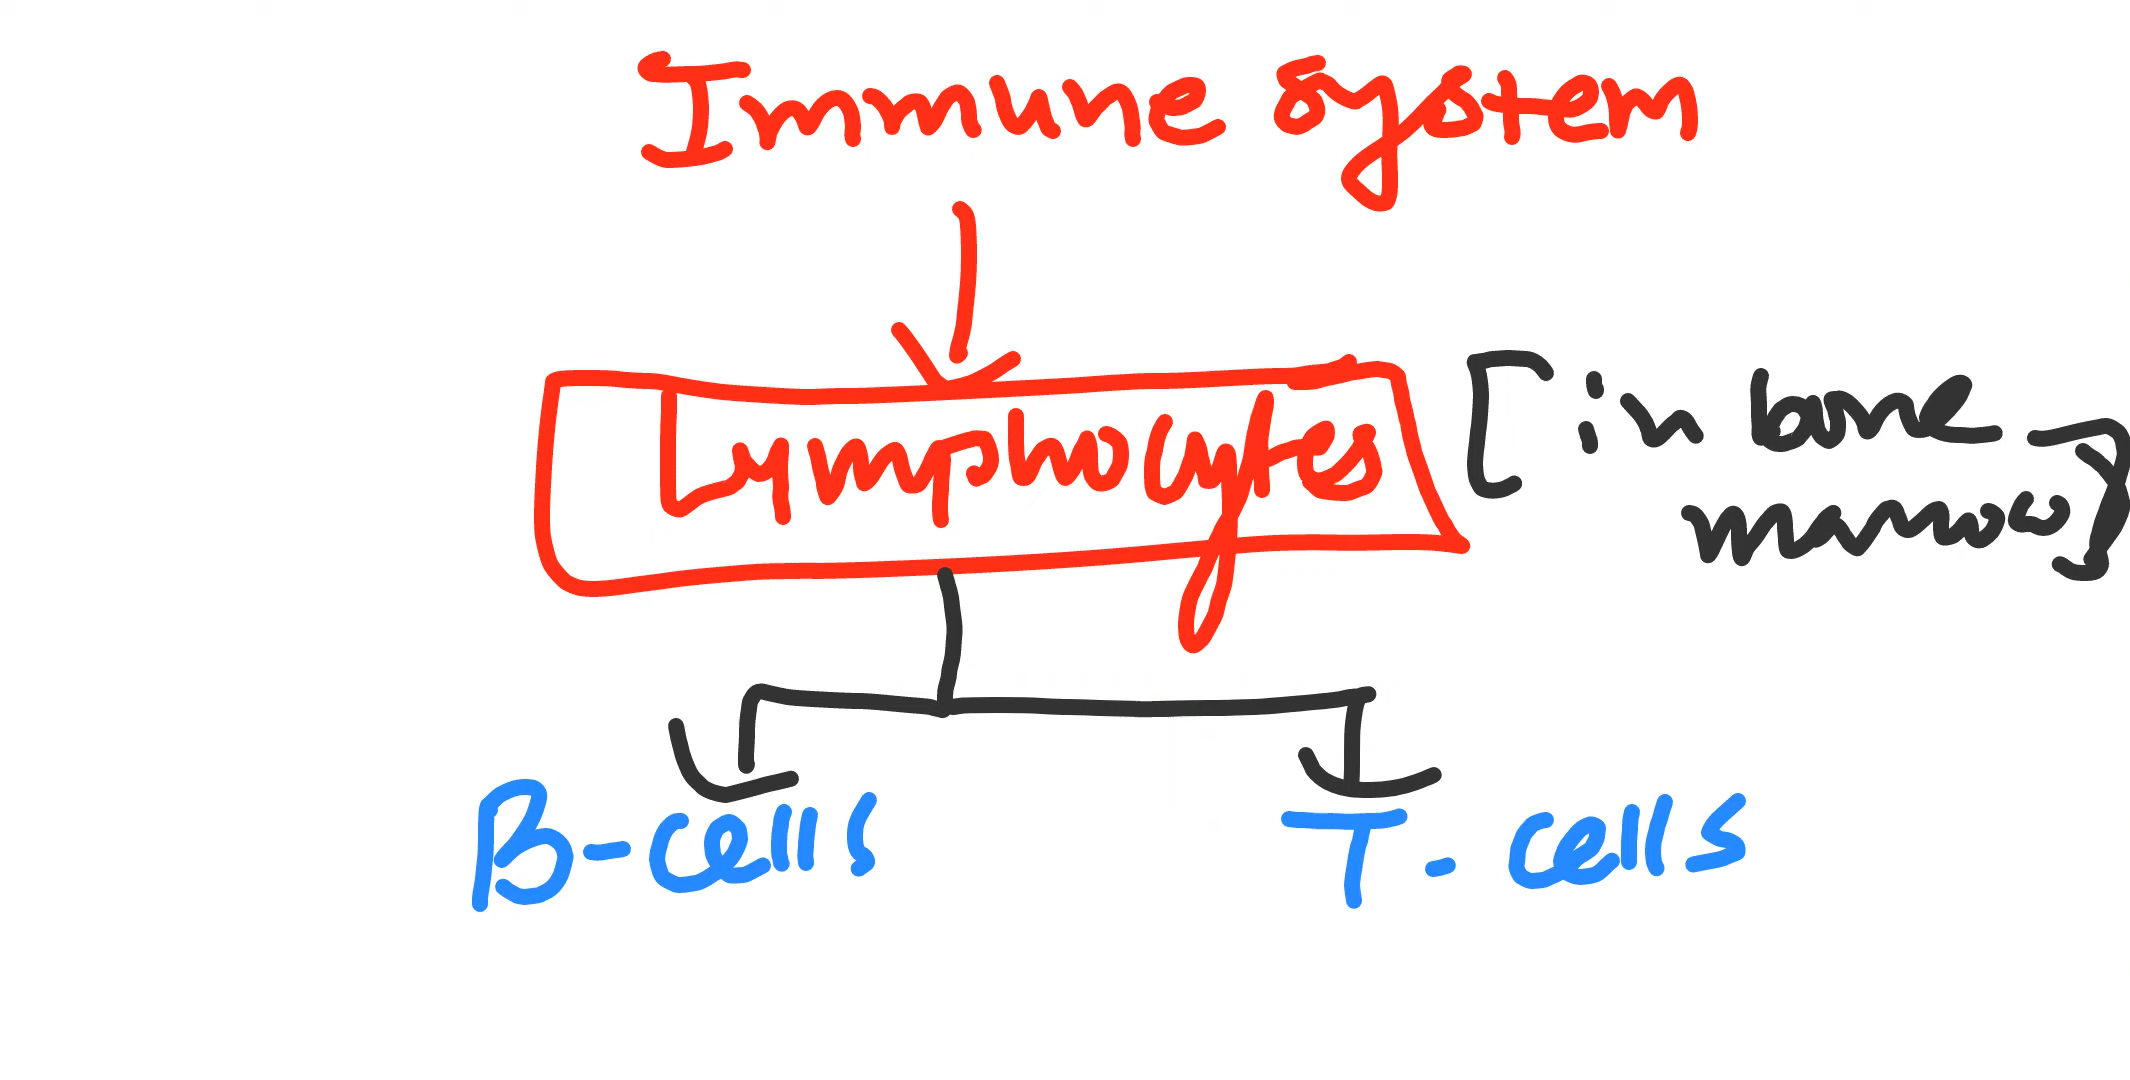 Immune system
Lymphocytes
[in bone
marrow]
B-cells
T-cells